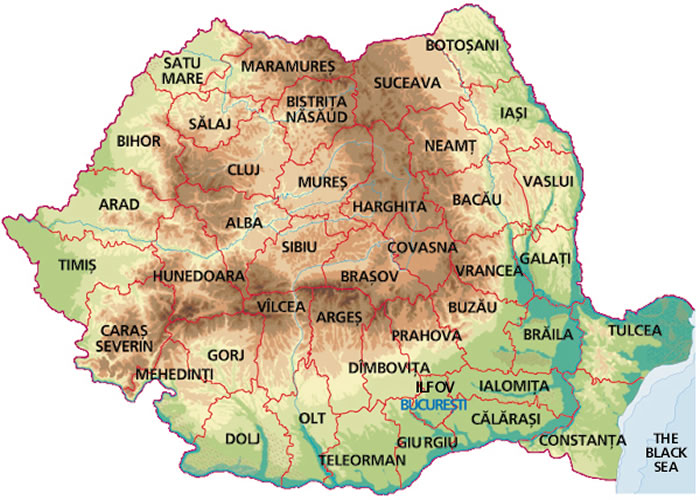 BOTOȘANI
SATU
MARE
MARAMUREȘ
SUCEAVA
BISTRIȚA
NĂSĂUD
IAȘI
SĂLAJ
BIHOR
NEAMȚ
CLUJ
MUREȘ
VASLUI
BACĂU
ARAD
HARGHITA
ALBA
SIBIU
COVASNA
GALAȚI
TIMIȘ
HUNEDOARA
BRAȘOV
VRANCEA
VÎLCEA
ARGEȘ
BUZĂU
CARAȘ
SEVERIN
PRAHOVA
BRĂILA
TULCEA
GORJ
MEHEDINȚI
DÎMBOVIȚA
ILFOV
IALOMIȚA
BUCUREȘTI
OLT
CĂLĂRAȘI
DOLJ
GIURGIU
CONSTANȚA
THE
BLACK
SEA
TELEORMAN